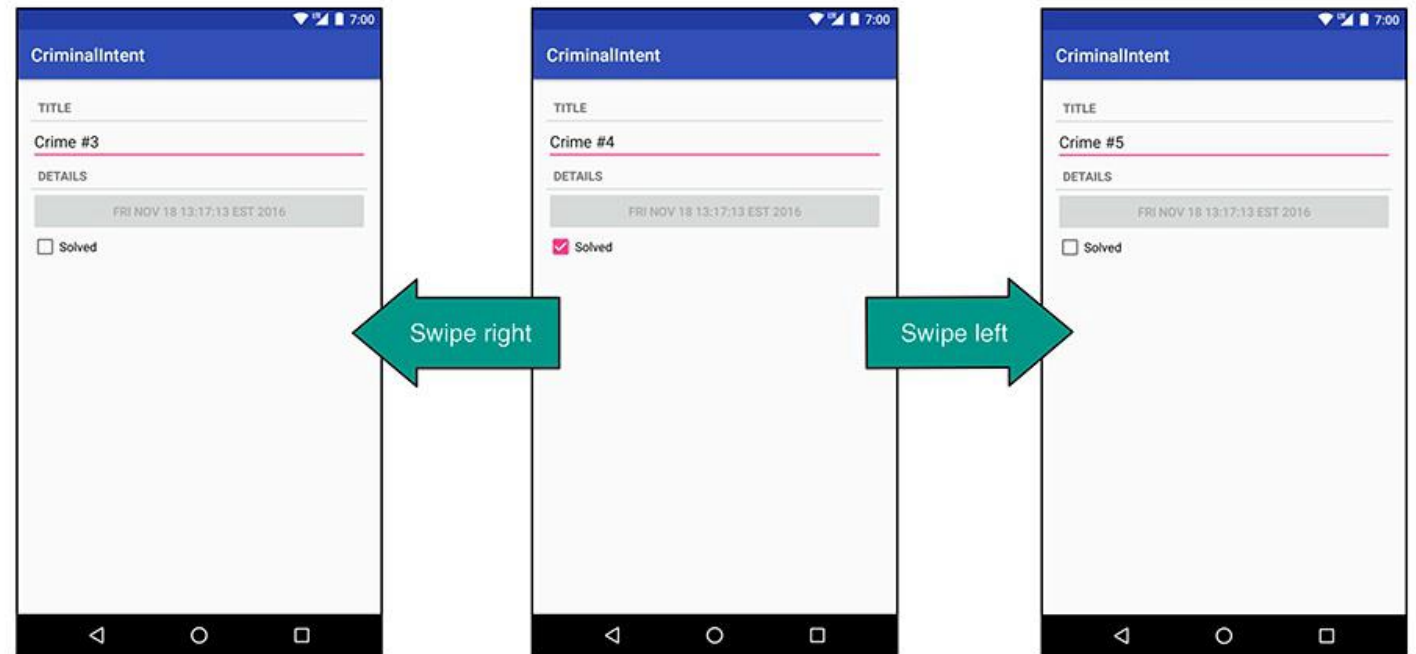 7:00
CriminalIntent
TITLE
Crime #3
DETAILS
FRI NOV 18 13:17:13 EST 2016
Solved
Swipe right
7:00
CriminalIntent
TITLE
Crime #4
DETAILS
FRI NOV 18 13:17:13 EST 2016
Solved
Swipe left
7:00
CriminalIntent
TITLE
Crime #5
DETAILS
FRI NOV 18 13:17:13 EST 2016
Solved